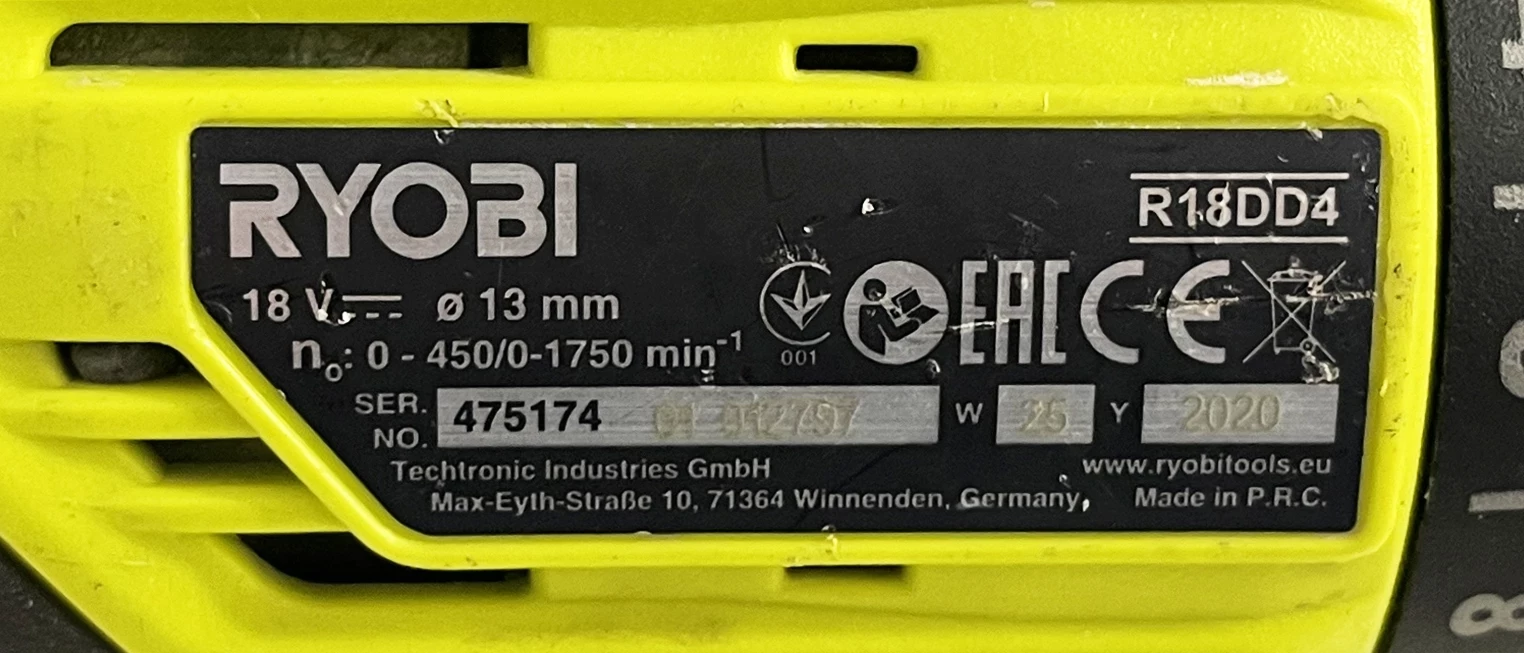 RYOBI
R18DD4
18 V ⎓ ø 13 mm
n₀: 0 - 450/0-1750 min⁻¹
001
EAC CE
SER. NO. 475174 W 25 Y 2020
Techtronic Industries GmbH
www.ryobitools.eu
Max-Eyth-Straße 10, 71364 Winnenden, Germany, Made in P.R.C.
8